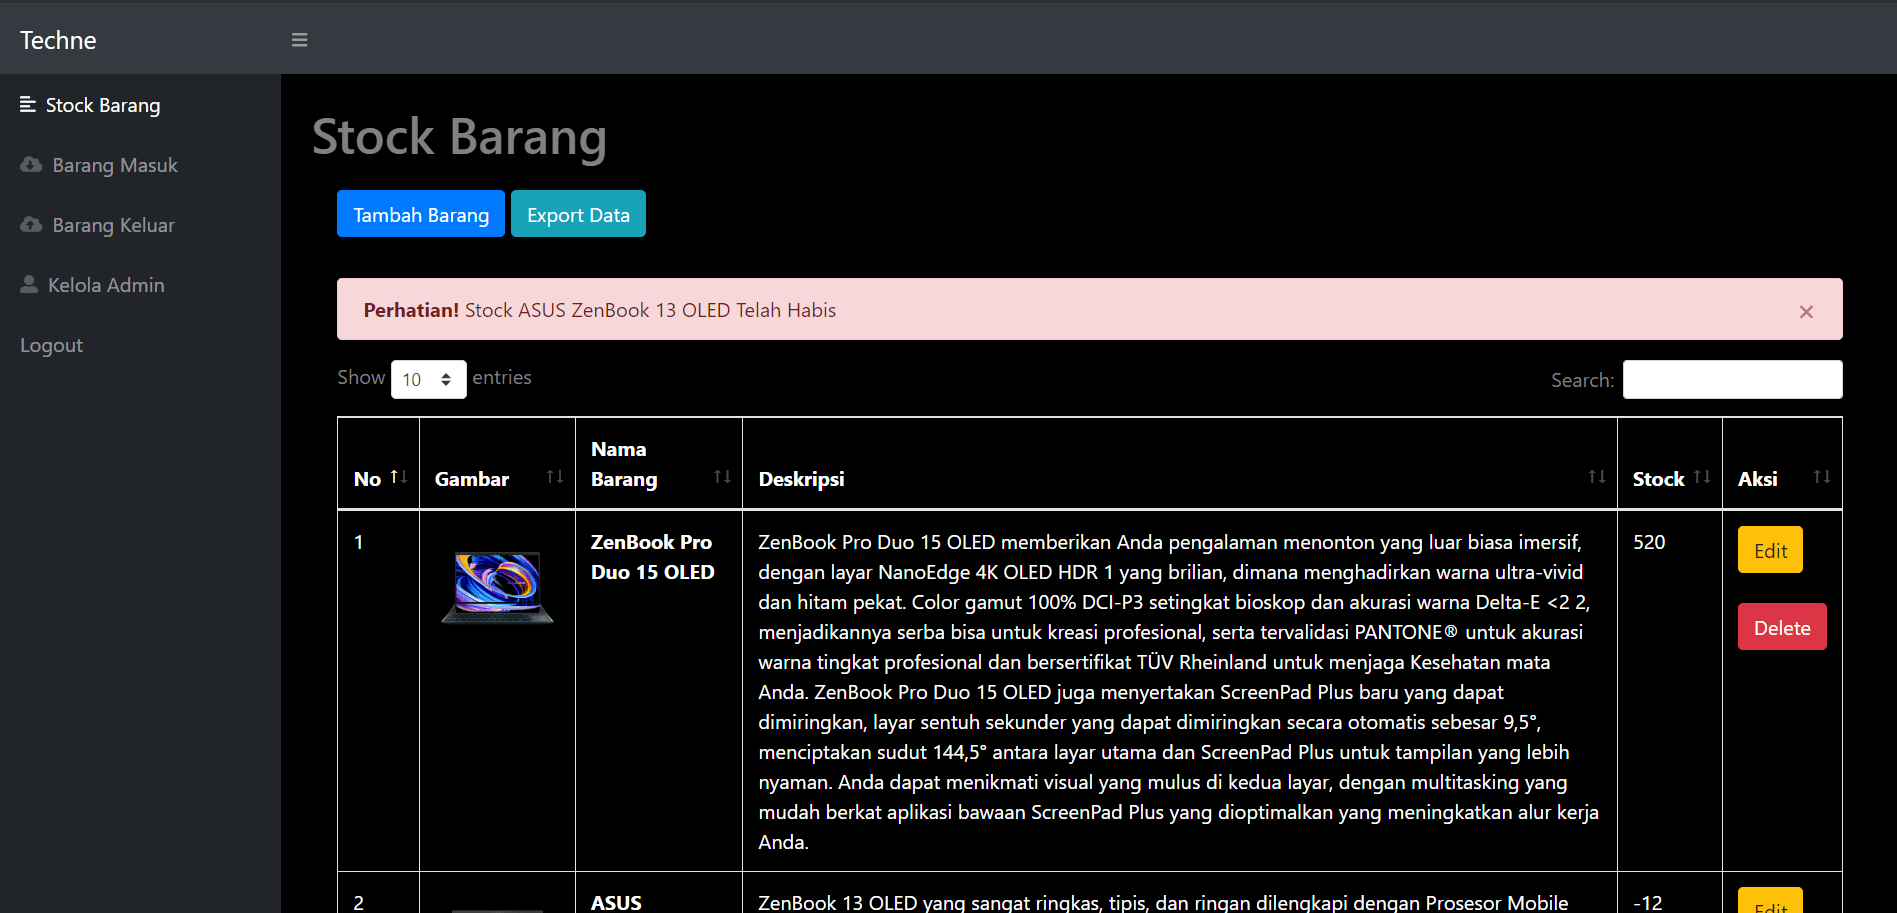 Techne
Stock Barang
Barang Masuk
Barang Keluar
Kelola Admin
Logout
Stock Barang
Tambah Barang
Export Data
Perhatian! Stock ASUS ZenBook 13 OLED Telah Habis
Show 10 entries
Search:
No
Gambar
Nama
Barang
Deskripsi
Stock
Aksi
1
ZenBook Pro
Duo 15 OLED
ZenBook Pro Duo 15 OLED memberikan Anda pengalaman menonton yang luar biasa imersif,
dengan layar NanoEdge 4K OLED HDR 1 yang brilian, dimana menghadirkan warna ultra-vivid
dan hitam pekat. Color gamut 100% DCI-P3 setingkat bioskop dan akurasi warna Delta-E <2 2,
menjadikannya serba bisa untuk kreasi profesional, serta tervalidasi PANTONE® untuk akurasi
warna tingkat profesional dan bersertifikat TÜV Rheinland untuk menjaga Kesehatan mata
Anda. ZenBook Pro Duo 15 OLED juga menyertakan ScreenPad Plus baru yang dapat
dimiringkan, layar sentuh sekunder yang dapat dimiringkan secara otomatis sebesar 9,5°,
menciptakan sudut 144,5° antara layar utama dan ScreenPad Plus untuk tampilan yang lebih
nyaman. Anda dapat menikmati visual yang mulus di kedua layar, dengan multitasking yang
mudah berkat aplikasi bawaan ScreenPad Plus yang dioptimalkan yang meningkatkan alur kerja
Anda.
520
Edit
Delete
2
ASUS
ZenBook 13 OLED yang sangat ringkas, tipis, dan ringan dilengkapi dengan Prosesor Mobile
-12
Edit